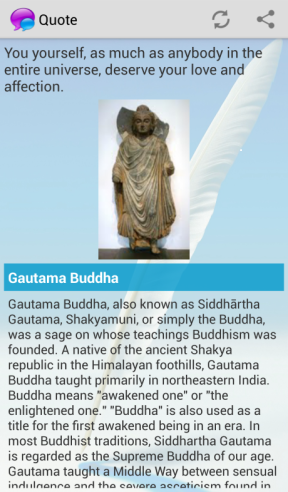 Quote
You yourself, as much as anybody in the
entire universe, deserve your love and
affection.
Gautama Buddha
Gautama Buddha, also known as Siddhārtha
Gautama, Shakyamuni, or simply the Buddha,
was a sage on whose teachings Buddhism was
founded. A native of the ancient Shakya
republic in the Himalayan foothills, Gautama
Buddha taught primarily in northeastern India.
Buddha means "awakened one" or "the
enlightened one." "Buddha" is also used as a
title for the first awakened being in an era. In
most Buddhist traditions, Siddhartha Gautama
is regarded as the Supreme Buddha of our age.
Gautama taught a Middle Way between sensual
indulgence and the severe asceticism found in